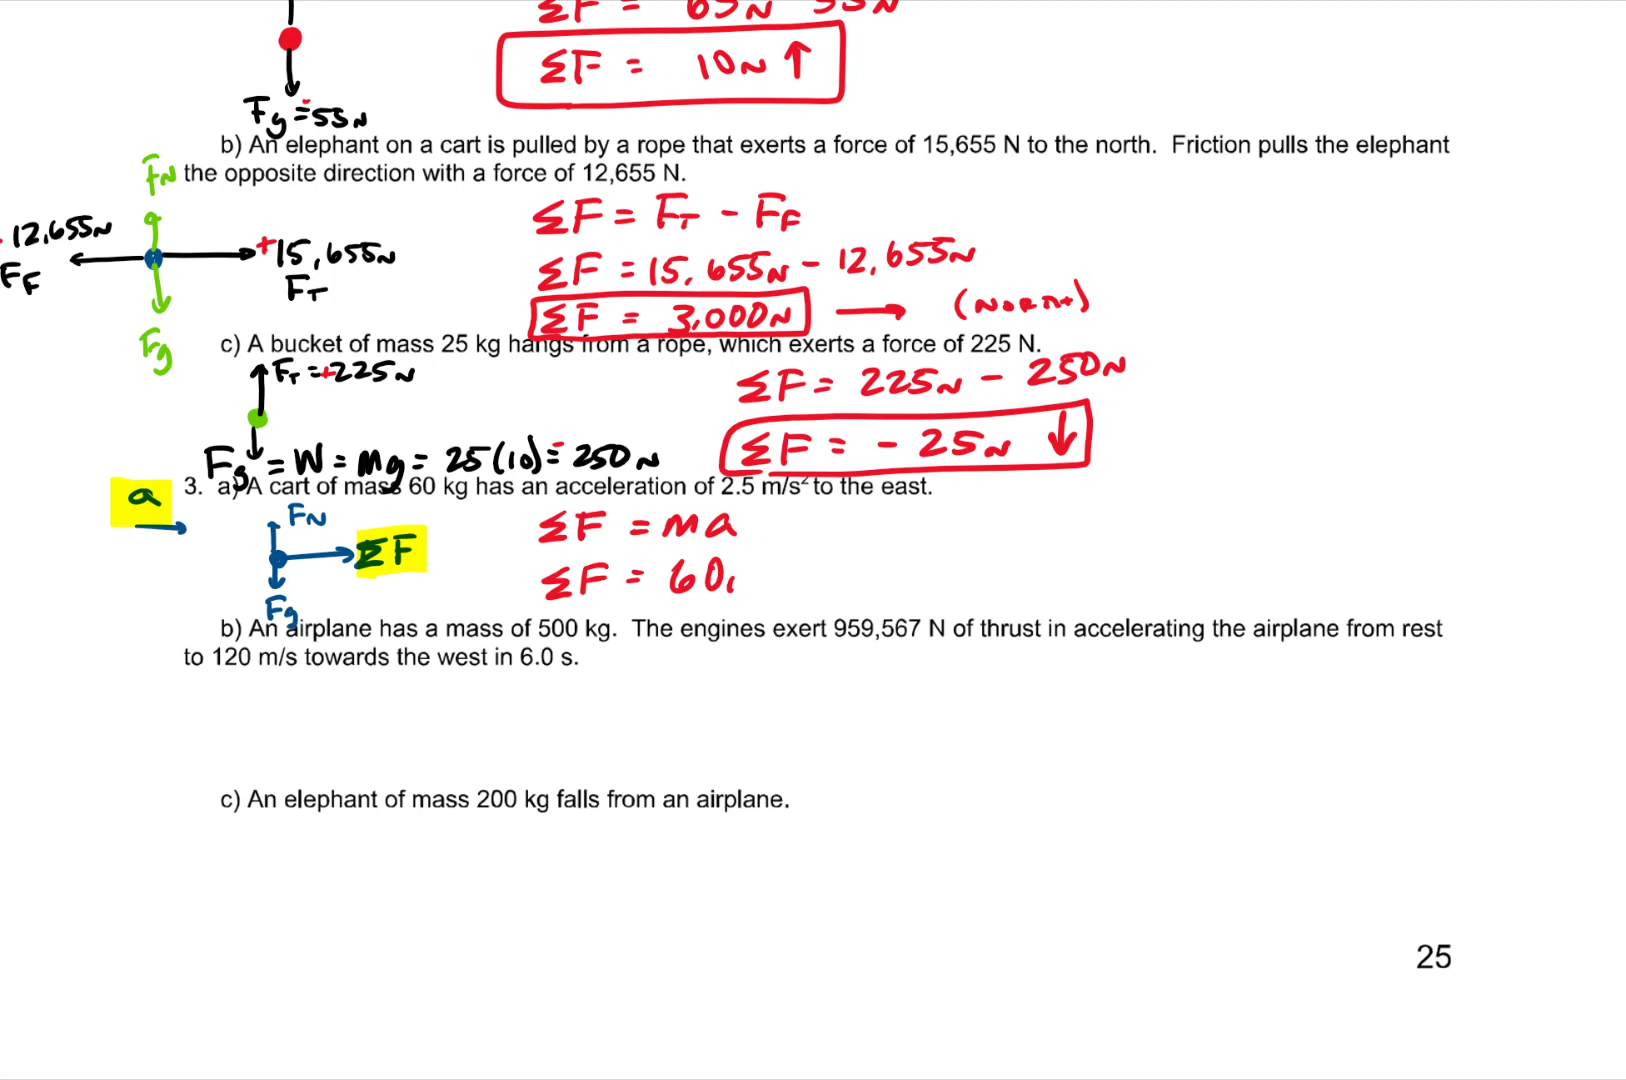 ΣF = 65N 55N
ΣF = 10N ↑
Fg = 55N
b) An elephant on a cart is pulled by a rope that exerts a force of 15,655 N to the north. Friction pulls the elephant
the opposite direction with a force of 12,655 N.
FN
- 12,655N
FF
+15,655N
FT
Fg
ΣF = FT - FF
ΣF = 15,655N - 12,655N
ΣF = 3,000N → (North)
c) A bucket of mass 25 kg hangs from a rope, which exerts a force of 225 N.
FT = +225N
ΣF = 225N - 250N
ΣF = - 25N ↓
Fg = W = Mg = 25(10) = 250N
3. a) A cart of mass 60 kg has an acceleration of 2.5 m/s² to the east.
a
FN
ΣF
Fg
ΣF = Ma
ΣF = 60
b) An airplane has a mass of 500 kg. The engines exert 959,567 N of thrust in accelerating the airplane from rest
to 120 m/s towards the west in 6.0 s.
c) An elephant of mass 200 kg falls from an airplane.
25